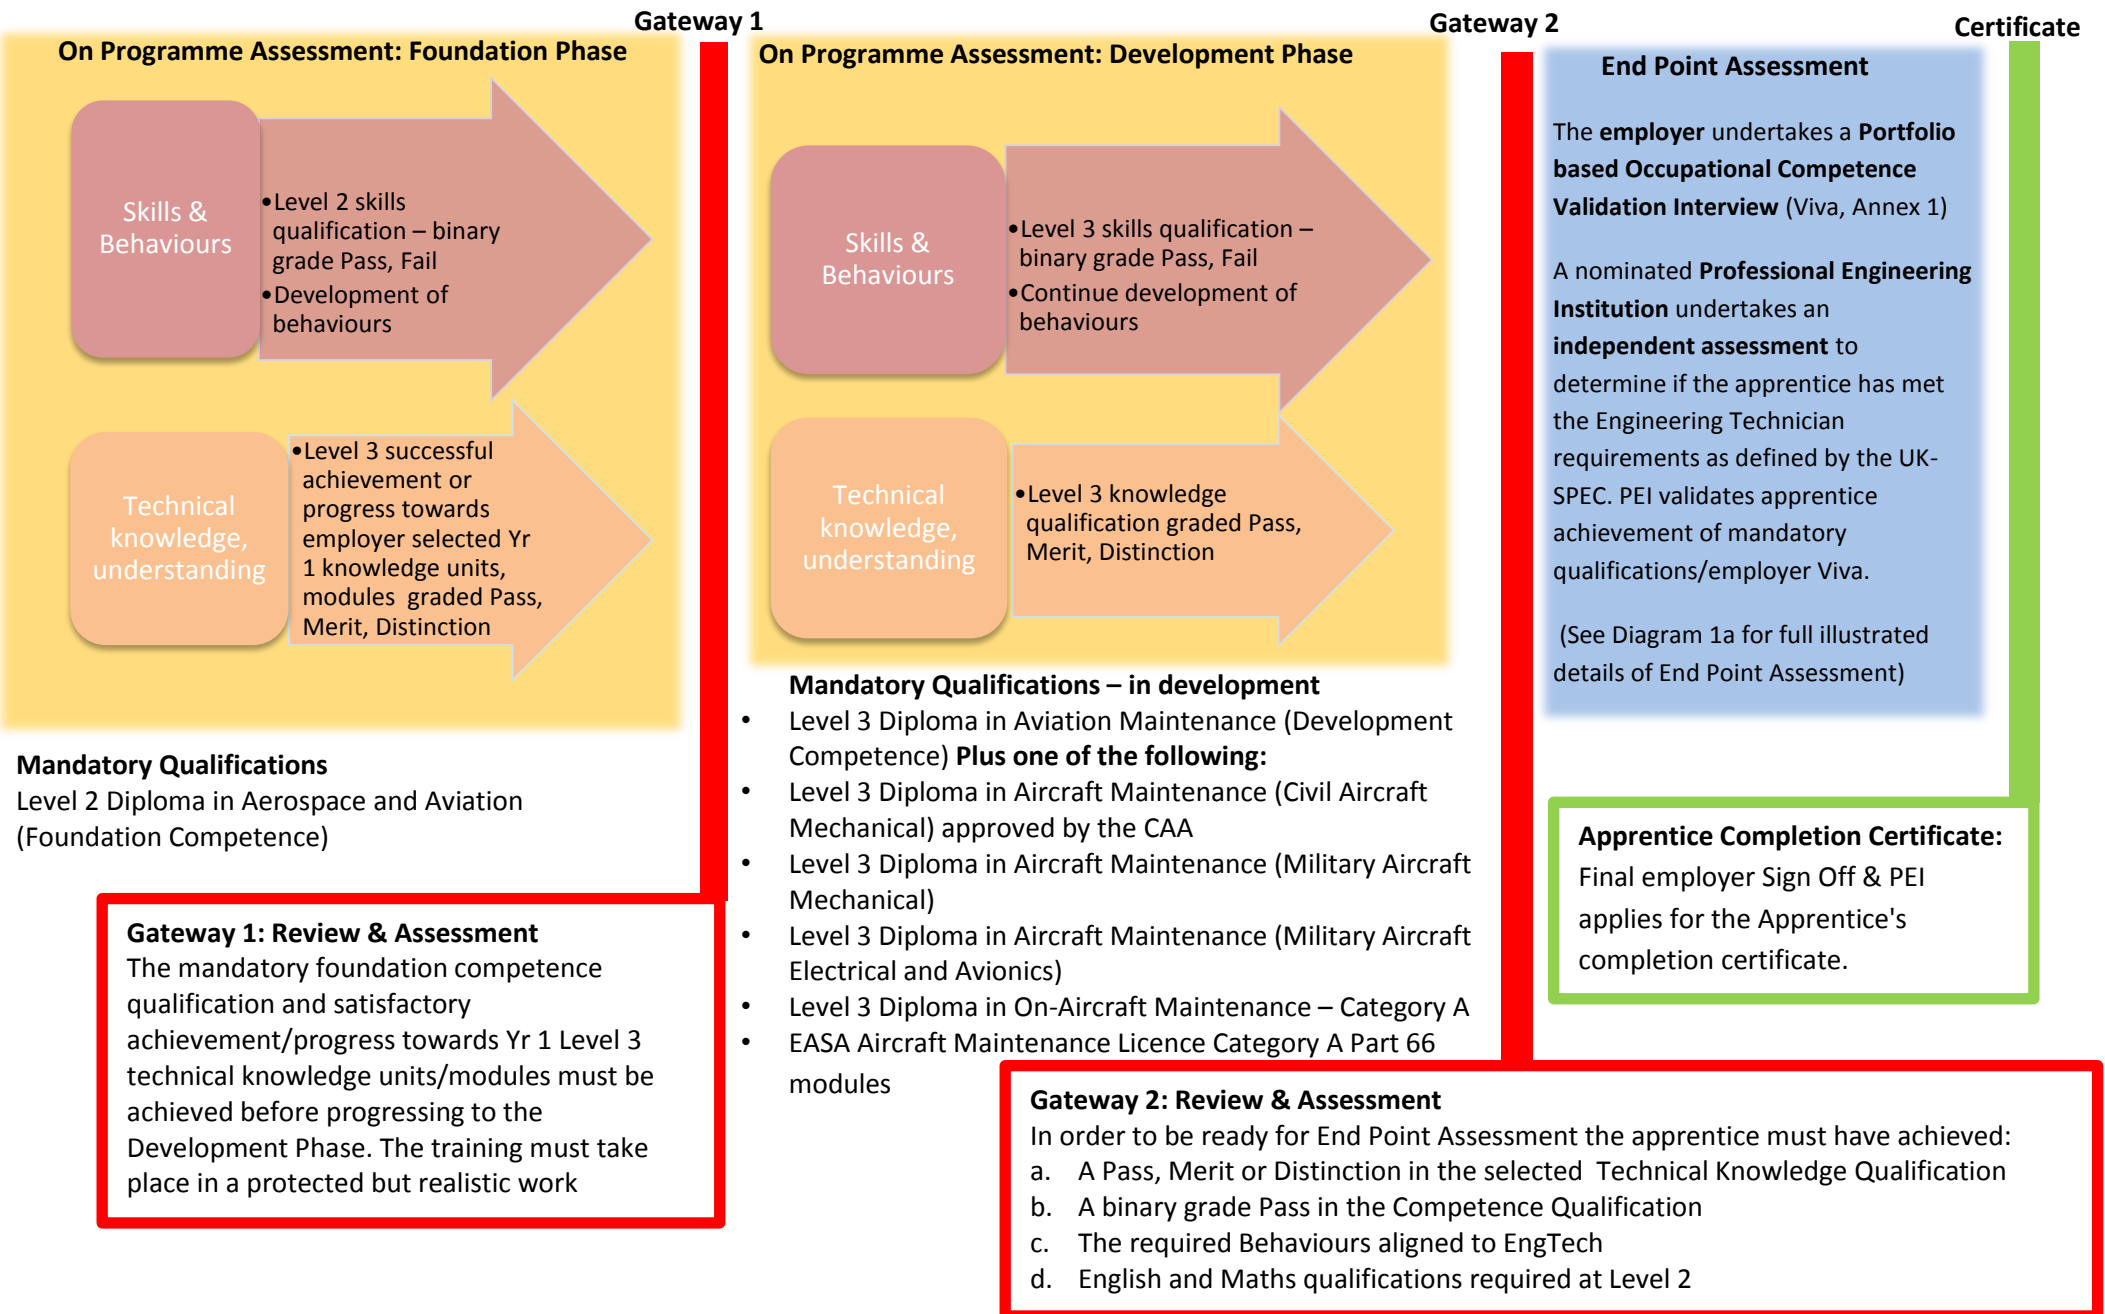 Gateway 1
On Programme Assessment: Foundation Phase
Skills &
Behaviours
•Level 2 skills
qualification – binary
grade Pass, Fail
•Development of
behaviours
Technical
knowledge,
understanding
•Level 3 successful
achievement or
progress towards
employer selected Yr
1 knowledge units,
modules graded Pass,
Merit, Distinction
Mandatory Qualifications
Level 2 Diploma in Aerospace and Aviation
(Foundation Competence)
Gateway 1: Review & Assessment
The mandatory foundation competence
qualification and satisfactory
achievement/progress towards Yr 1 Level 3
technical knowledge units/modules must be
achieved before progressing to the
Development Phase. The training must take
place in a protected but realistic work
Gateway 2
On Programme Assessment: Development Phase
Skills &
Behaviours
•Level 3 skills qualification –
binary grade Pass, Fail
•Continue development of
behaviours
Technical
knowledge,
understanding
•Level 3 knowledge
qualification graded Pass,
Merit, Distinction
Mandatory Qualifications – in development
• Level 3 Diploma in Aviation Maintenance (Development
Competence) Plus one of the following:
• Level 3 Diploma in Aircraft Maintenance (Civil Aircraft
Mechanical) approved by the CAA
• Level 3 Diploma in Aircraft Maintenance (Military Aircraft
Mechanical)
• Level 3 Diploma in Aircraft Maintenance (Military Aircraft
Electrical and Avionics)
• Level 3 Diploma in On-Aircraft Maintenance – Category A
• EASA Aircraft Maintenance Licence Category A Part 66
modules
Gateway 2: Review & Assessment
In order to be ready for End Point Assessment the apprentice must have achieved:
a. A Pass, Merit or Distinction in the selected Technical Knowledge Qualification
b. A binary grade Pass in the Competence Qualification
c. The required Behaviours aligned to EngTech
d. English and Maths qualifications required at Level 2
Certificate
End Point Assessment
The employer undertakes a Portfolio
based Occupational Competence
Validation Interview (Viva, Annex 1)
A nominated Professional Engineering
Institution undertakes an
independent assessment to
determine if the apprentice has met
the Engineering Technician
requirements as defined by the UK-
SPEC. PEI validates apprentice
achievement of mandatory
qualifications/employer Viva.
(See Diagram 1a for full illustrated
details of End Point Assessment)
Apprentice Completion Certificate:
Final employer Sign Off & PEI
applies for the Apprentice's
completion certificate.